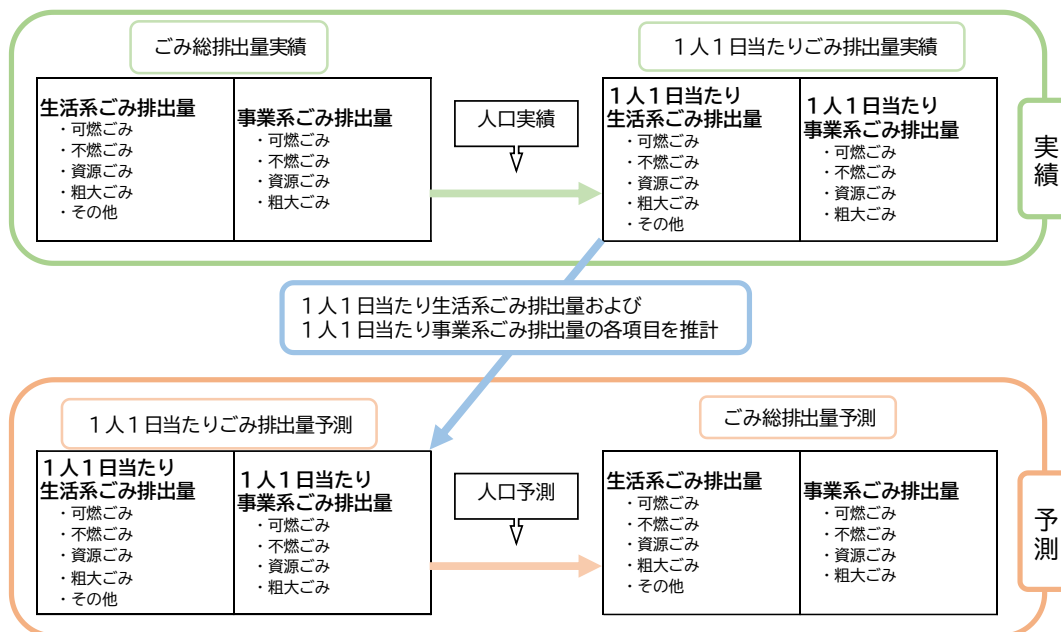 ごみ総排出量実績
１人１日当たりごみ排出量実績
生活系ごみ排出量
・可燃ごみ
・不燃ごみ
・資源ごみ
・粗大ごみ
・その他
事業系ごみ排出量
・可燃ごみ
・不燃ごみ
・資源ごみ
・粗大ごみ
人口実績
１人１日当たり
生活系ごみ排出量
・可燃ごみ
・不燃ごみ
・資源ごみ
・粗大ごみ
・その他
１人１日当たり
事業系ごみ排出量
・可燃ごみ
・不燃ごみ
・資源ごみ
・粗大ごみ
実績
１人１日当たり生活系ごみ排出量および
１人１日当たり事業系ごみ排出量の各項目を推計
１人１日当たりごみ排出量予測
ごみ総排出量予測
１人１日当たり
生活系ごみ排出量
・可燃ごみ
・不燃ごみ
・資源ごみ
・粗大ごみ
・その他
１人１日当たり
事業系ごみ排出量
・可燃ごみ
・不燃ごみ
・資源ごみ
・粗大ごみ
人口予測
生活系ごみ排出量
・可燃ごみ
・不燃ごみ
・資源ごみ
・粗大ごみ
・その他
事業系ごみ排出量
・可燃ごみ
・不燃ごみ
・資源ごみ
・粗大ごみ
予測